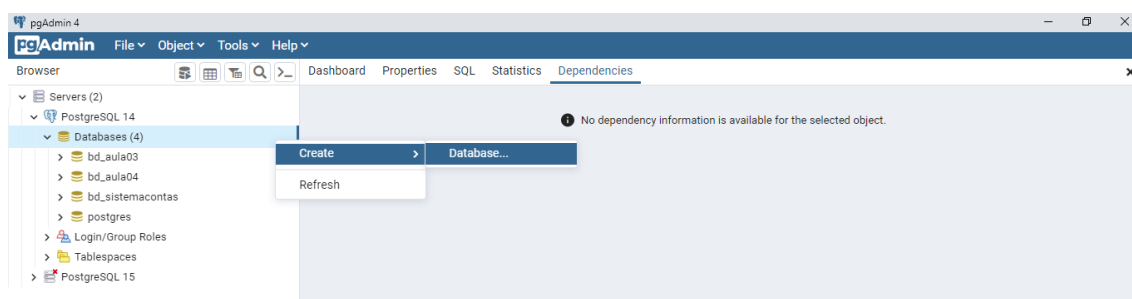 pgAdmin 4
pgAdmin File Object Tools Help
Browser Dashboard Properties SQL Statistics Dependencies
Servers (2)
PostgreSQL 14
Databases (4)
bd_aula03
bd_aula04
bd_sistemacontas
postgres
Login/Group Roles
Tablespaces
PostgreSQL 15
No dependency information is available for the selected object.
Create Database...
Refresh